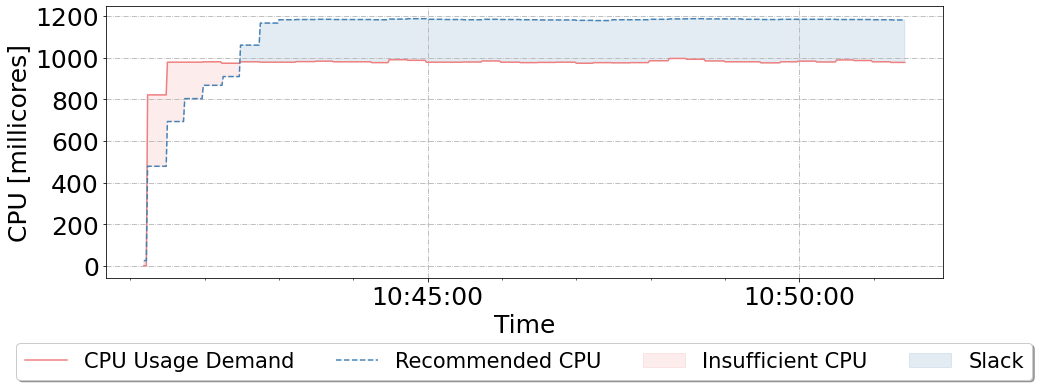 CPU [millicores]
1200
1000
800
600
400
200
0
10:45:00 10:50:00
Time
CPU Usage Demand Recommended CPU Insufficient CPU Slack